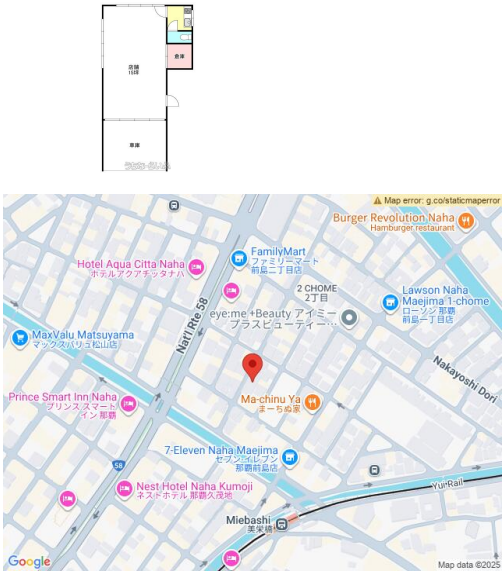 倉庫
店舗
15坪
車庫
Map error: g.co/staticmaperror
Burger Revolution Naha
Hamburger restaurant
FamilyMart
ファミリーマート
前島二丁目店
Hotel Aqua Citta Naha
ホテルアクアチッタナハ
2 CHOME
2丁目
Lawson Naha
Maejima 1-chome
ローソン 那覇
前島一丁目店
eye:me +Beauty アイミー
プラスビューティー…
Nat'l Rte 58
MaxValu Matsuyama
マックスバリュ松山店
Nakayoshi Dori
Prince Smart Inn Naha
プリンス スマート
イン 那覇
Ma-chinu Ya
まーちぬ家
7-Eleven Naha Maejima
セブン-イレブン
那覇前島店
58
Nest Hotel Naha Kumoji
ネストホテル 那覇久茂地
Yui Rail
Miebashi
美栄橋
Google
Map data ©2025